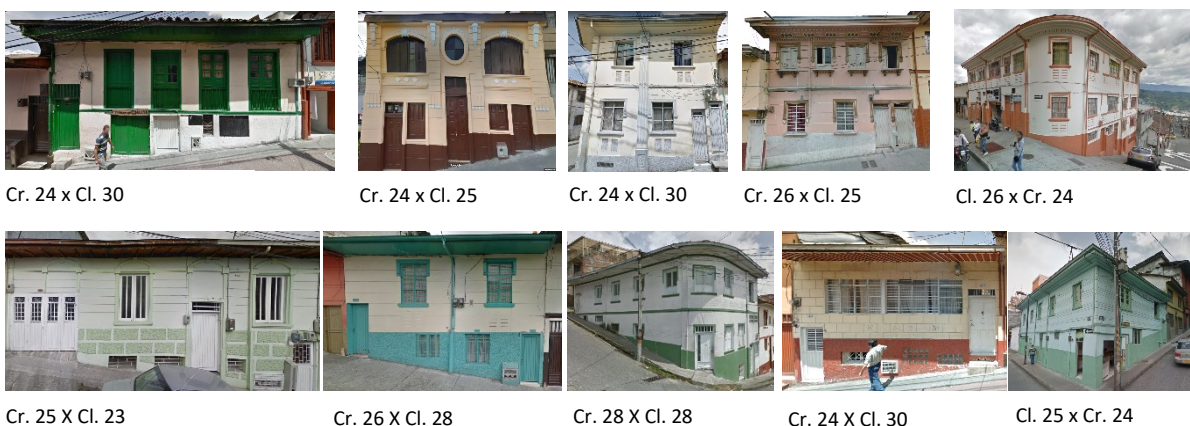 Cr. 24 x Cl. 30
Cr. 24 x Cl. 25
Cr. 24 x Cl. 30
Cr. 26 x Cl. 25
Cl. 26 x Cr. 24
Cr. 25 X Cl. 23
Cr. 26 X Cl. 28
Cr. 28 X Cl. 28
Cr. 24 X Cl. 30
Cl. 25 x Cr. 24